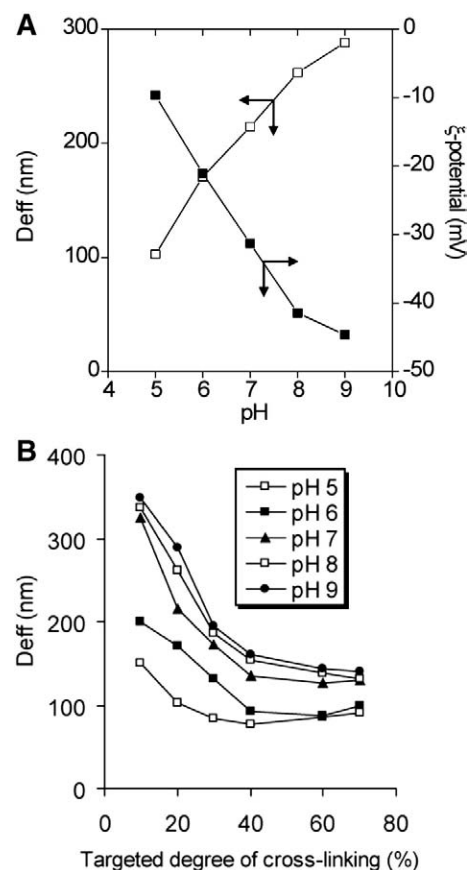 A
300
200
100
0
Deff (nm)
0
-10
-20
-30
-40
-50
ξ-potential (mV)
4 5 6 7 8 9 10
pH
B
400
300
200
100
0
Deff (nm)
pH 5
pH 6
pH 7
pH 8
pH 9
0 20 40 60 80
Targeted degree of cross-linking (%)